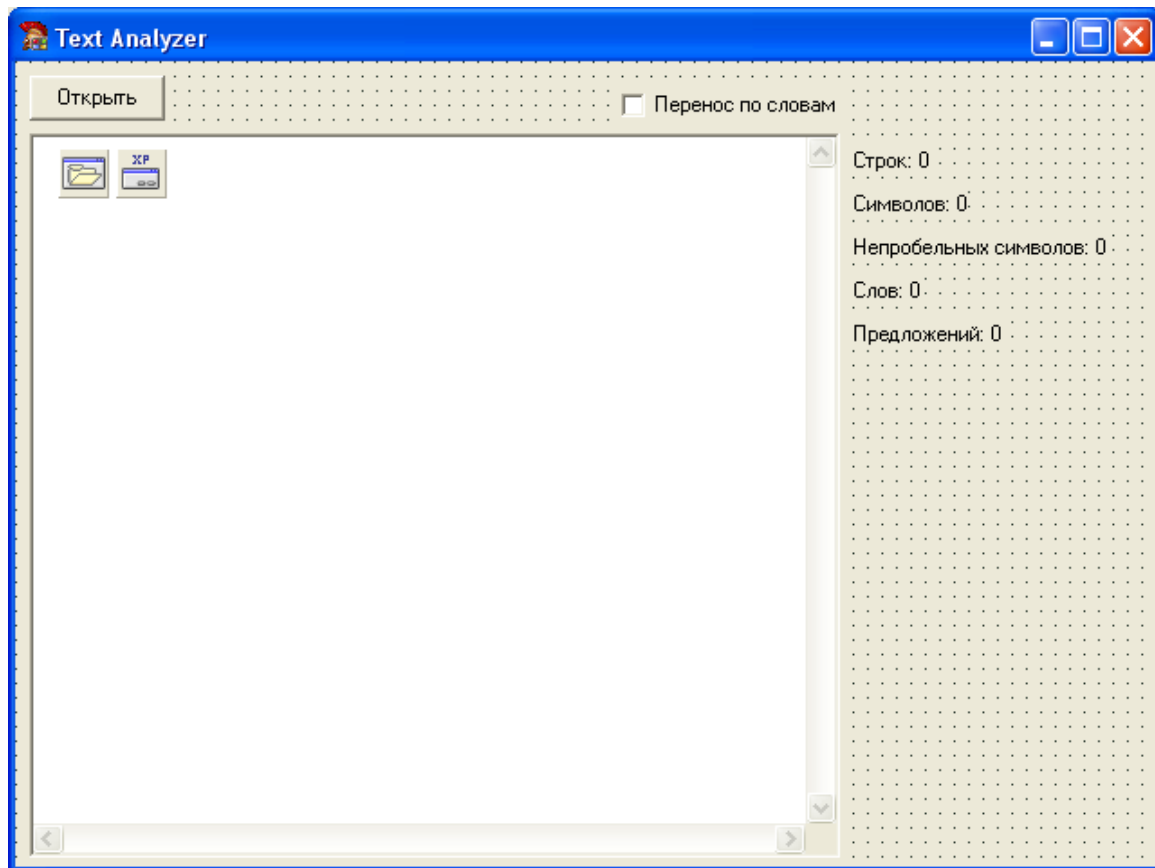 Text Analyzer
Открыть
Перенос по словам
XP
Строк: 0
Символов: 0
Непробельных символов: 0
Слов: 0
Предложений: 0